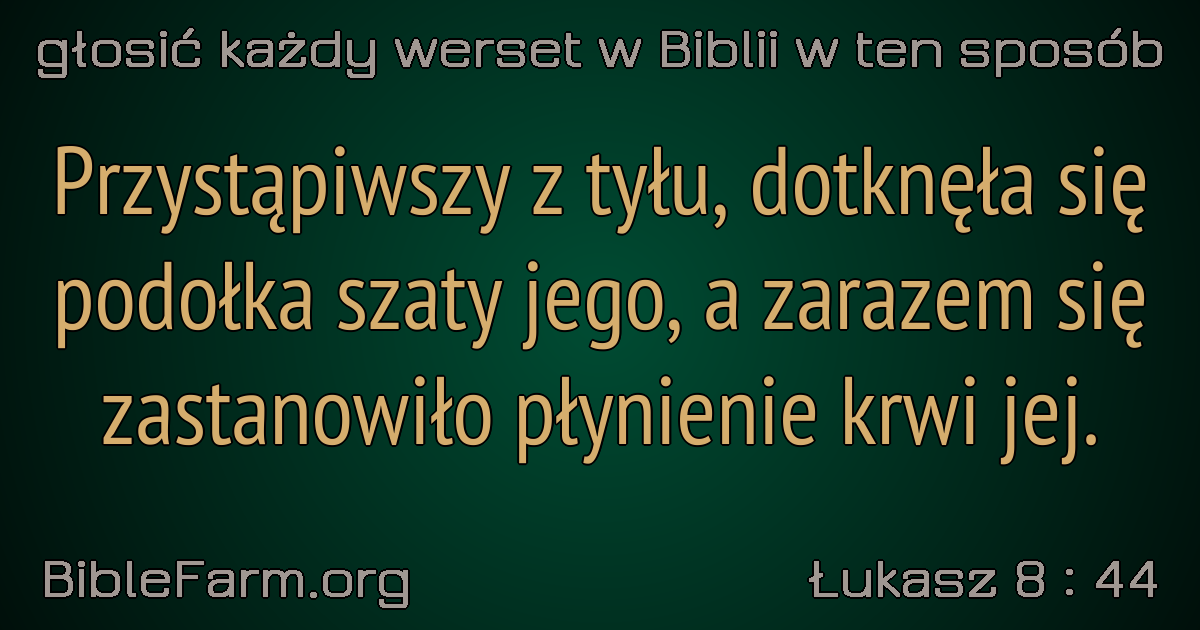 głosić każdy werset w Biblii w ten sposób
Przystąpiwszy z tyłu, dotknęła się
podołka szaty jego, a zarazem się
zastanowiło płynienie krwi jej.
BibleFarm.org
Łukasz 8 : 44